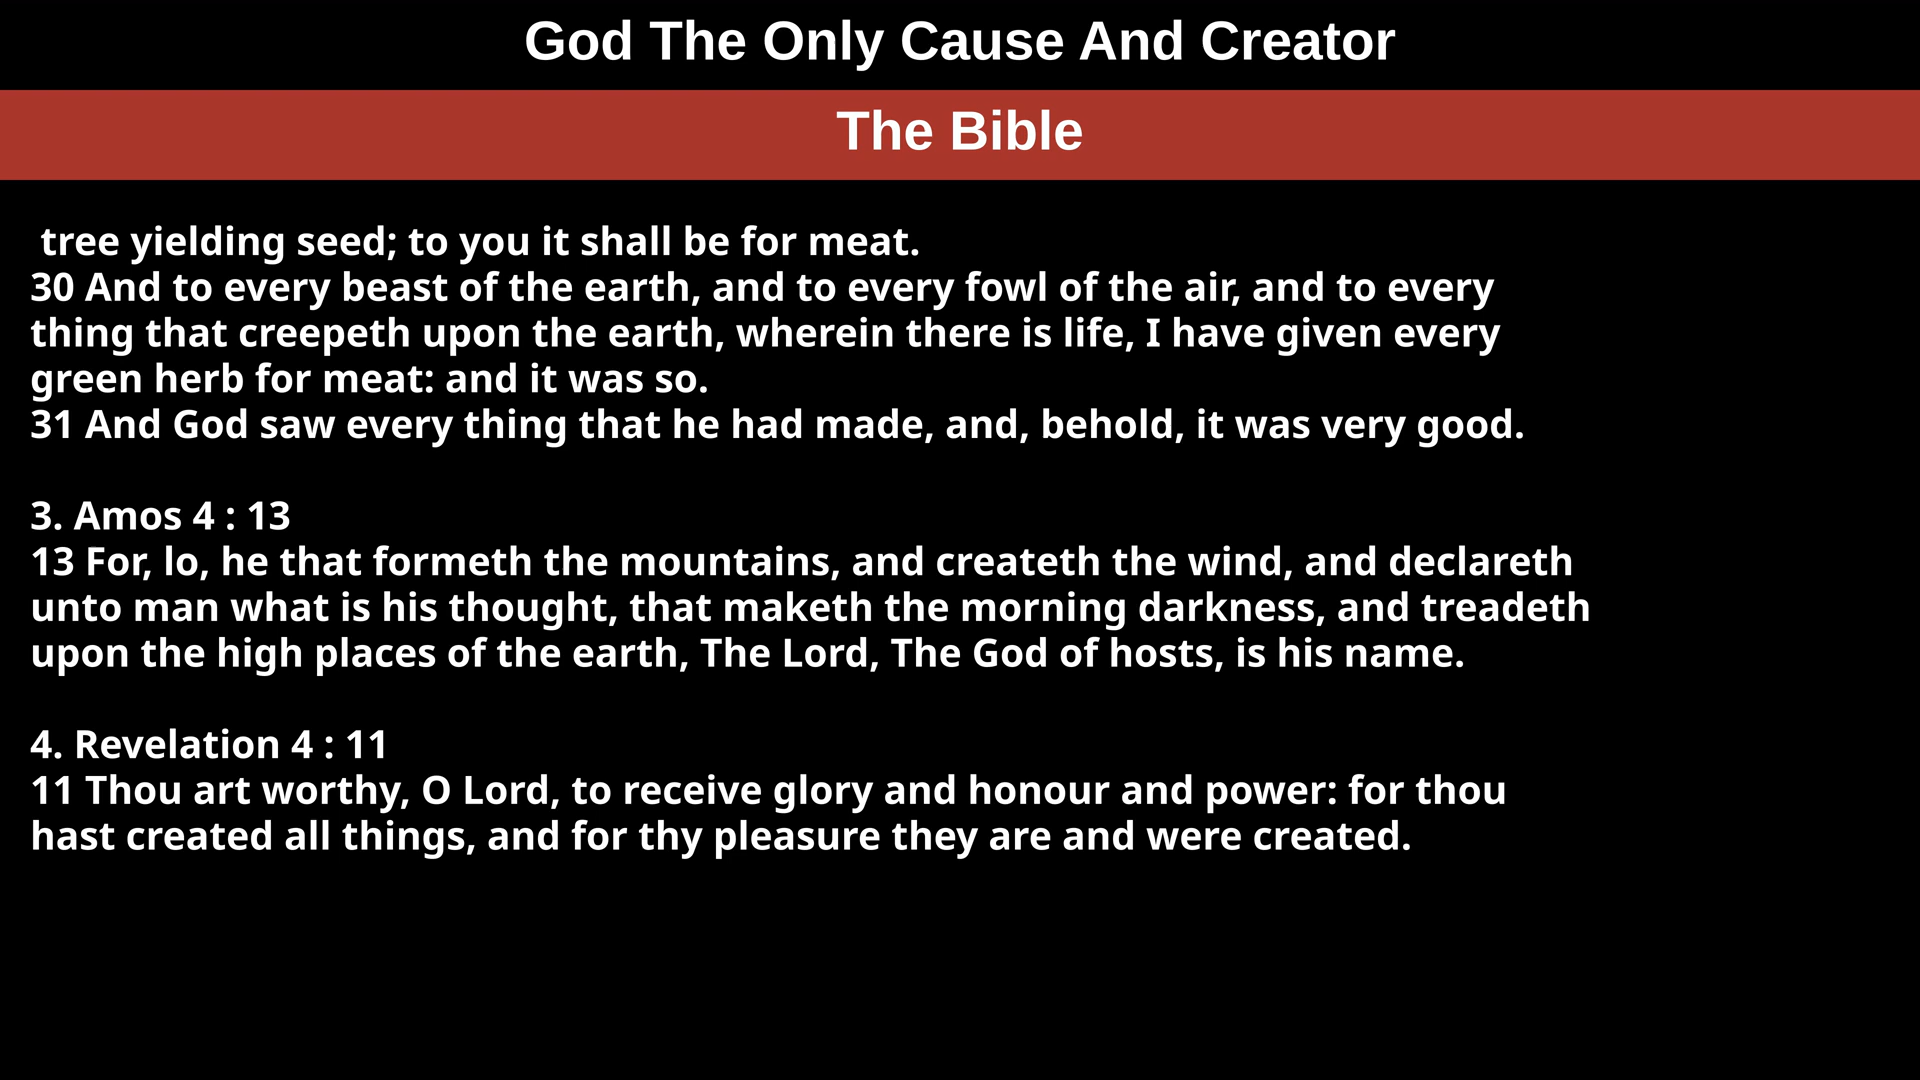 God The Only Cause And Creator
The Bible
tree yielding seed; to you it shall be for meat.
30 And to every beast of the earth, and to every fowl of the air, and to every
thing that creepeth upon the earth, wherein there is life, I have given every
green herb for meat: and it was so.
31 And God saw every thing that he had made, and, behold, it was very good.
3. Amos 4 : 13
13 For, lo, he that formeth the mountains, and createth the wind, and declareth
unto man what is his thought, that maketh the morning darkness, and treadeth
upon the high places of the earth, The Lord, The God of hosts, is his name.
4. Revelation 4 : 11
11 Thou art worthy, O Lord, to receive glory and honour and power: for thou
hast created all things, and for thy pleasure they are and were created.